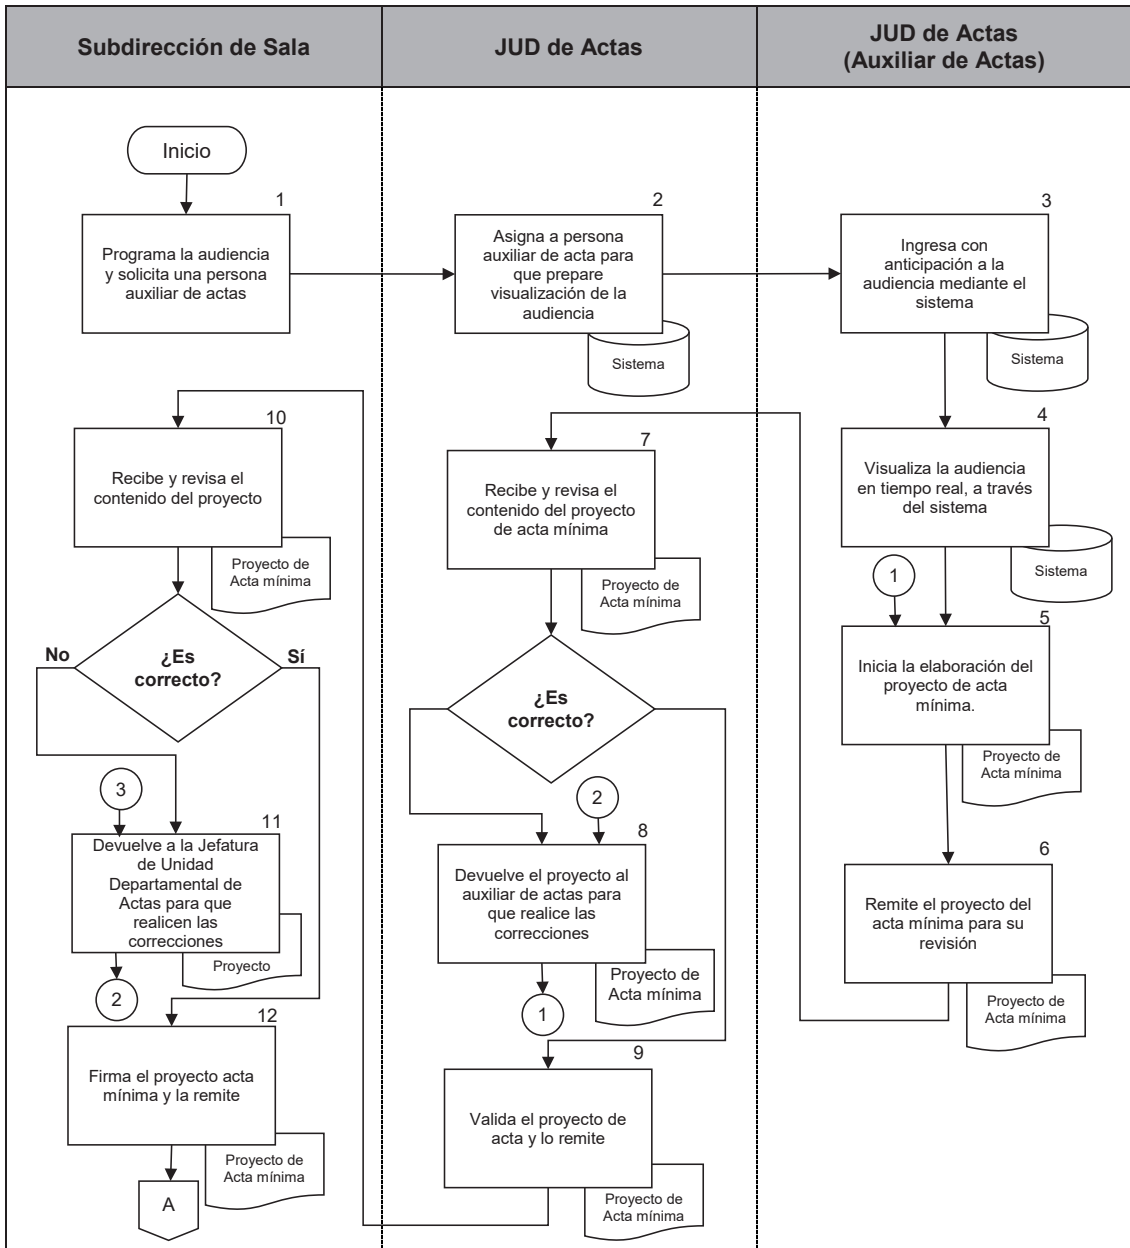 Subdirección de Sala
JUD de Actas
JUD de Actas
(Auxiliar de Actas)
Inicio
1
Programa la audiencia
y solicita una persona
auxiliar de actas
2
Asigna a persona
auxiliar de acta para
que prepare
visualización de la
audiencia
Sistema
3
Ingresa con
anticipación a la
audiencia mediante el
sistema
Sistema
4
Visualiza la audiencia
en tiempo real, a través
del sistema
Sistema
1
5
Inicia la elaboración del
proyecto de acta
mínima.
Proyecto de
Acta mínima
6
Remite el proyecto del
acta mínima para su
revisión
Proyecto de
Acta mínima
7
Recibe y revisa el
contenido del proyecto
de acta mínima
Proyecto de
Acta mínima
¿Es
correcto?
2
8
Devuelve el proyecto al
auxiliar de actas para
que realice las
correcciones
Proyecto de
Acta mínima
1
9
Valida el proyecto de
acta y lo remite
Proyecto de
Acta mínima
10
Recibe y revisa el
contenido del proyecto
Proyecto de
Acta mínima
No
¿Es
correcto?
Sí
3
11
Devuelve a la Jefatura
de Unidad
Departamental de
Actas para que
realicen las
correcciones
Proyecto
2
12
Firma el proyecto acta
mínima y la remite
Proyecto de
Acta mínima
A